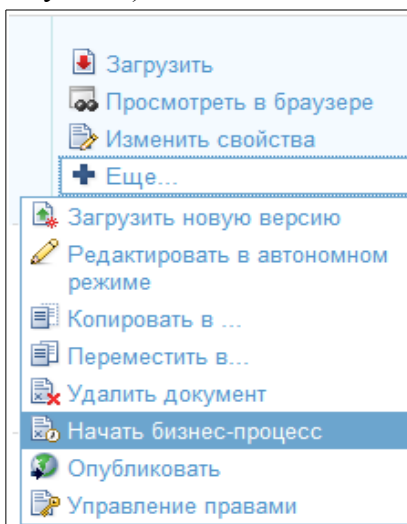 Загрузить
Просмотреть в браузере
Изменить свойства
Еще...
Загрузить новую версию
Редактировать в автономном
режиме
Копировать в ...
Переместить в...
Удалить документ
Начать бизнес-процесс
Опубликовать
Управление правами